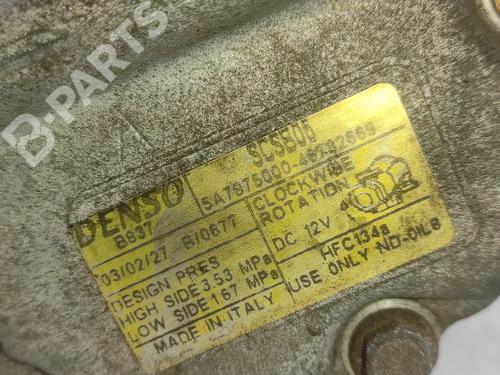 B-PARTS
DENSO
SCSB06
B837
5A7875000-46782669
03/02/27 B/0677
CLOCKWISE
ROTATION
DESIGN PRES
HIGH SIDE 3.53 MPa
LOW SIDE 1.67 MPa
MADE IN ITALY
DC 12V
HFC134a
USE ONLY ND-OIL8